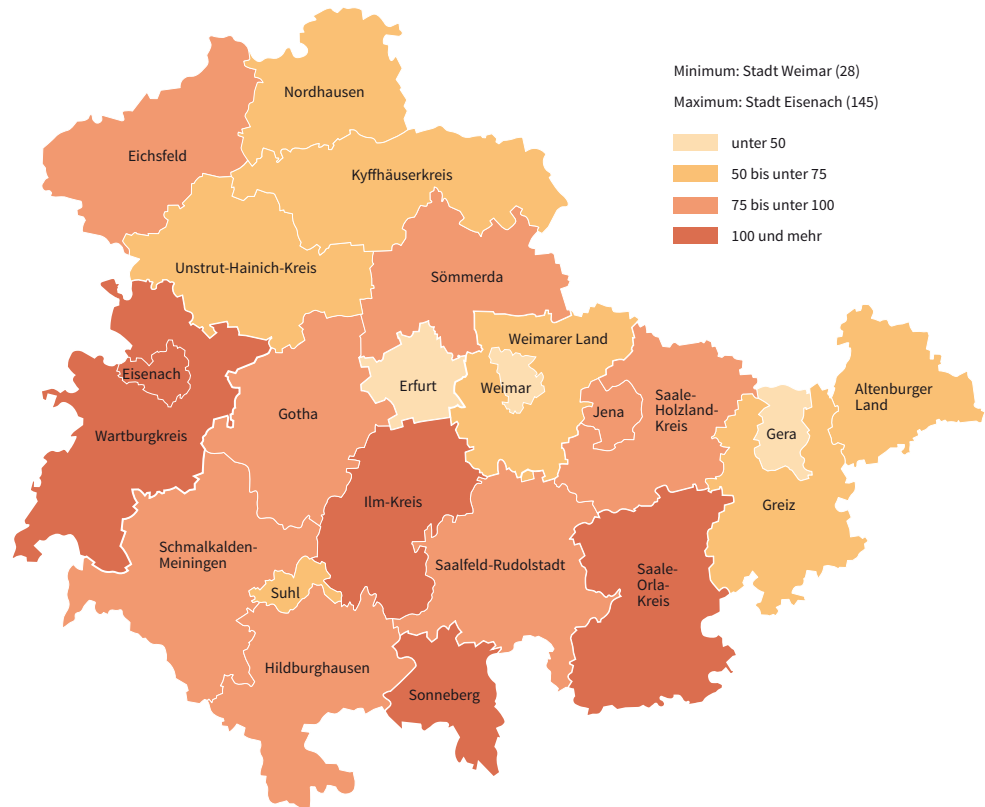 Minimum: Stadt Weimar (28)
Maximum: Stadt Eisenach (145)
unter 50
50 bis unter 75
75 bis unter 100
100 und mehr
Nordhausen
Eichsfeld
Kyffhäuserkreis
Unstrut-Hainich-Kreis
Sömmerda
Weimarer Land
Eisenach
Erfurt
Weimar
Altenburger
Land
Saale-
Holzland-
Kreis
Gotha
Jena
Wartburgkreis
Gera
Ilm-Kreis
Greiz
Schmalkalden-
Meiningen
Saalfeld-Rudolstadt
Saale-
Orla-
Kreis
Suhl
Hildburghausen
Sonneberg